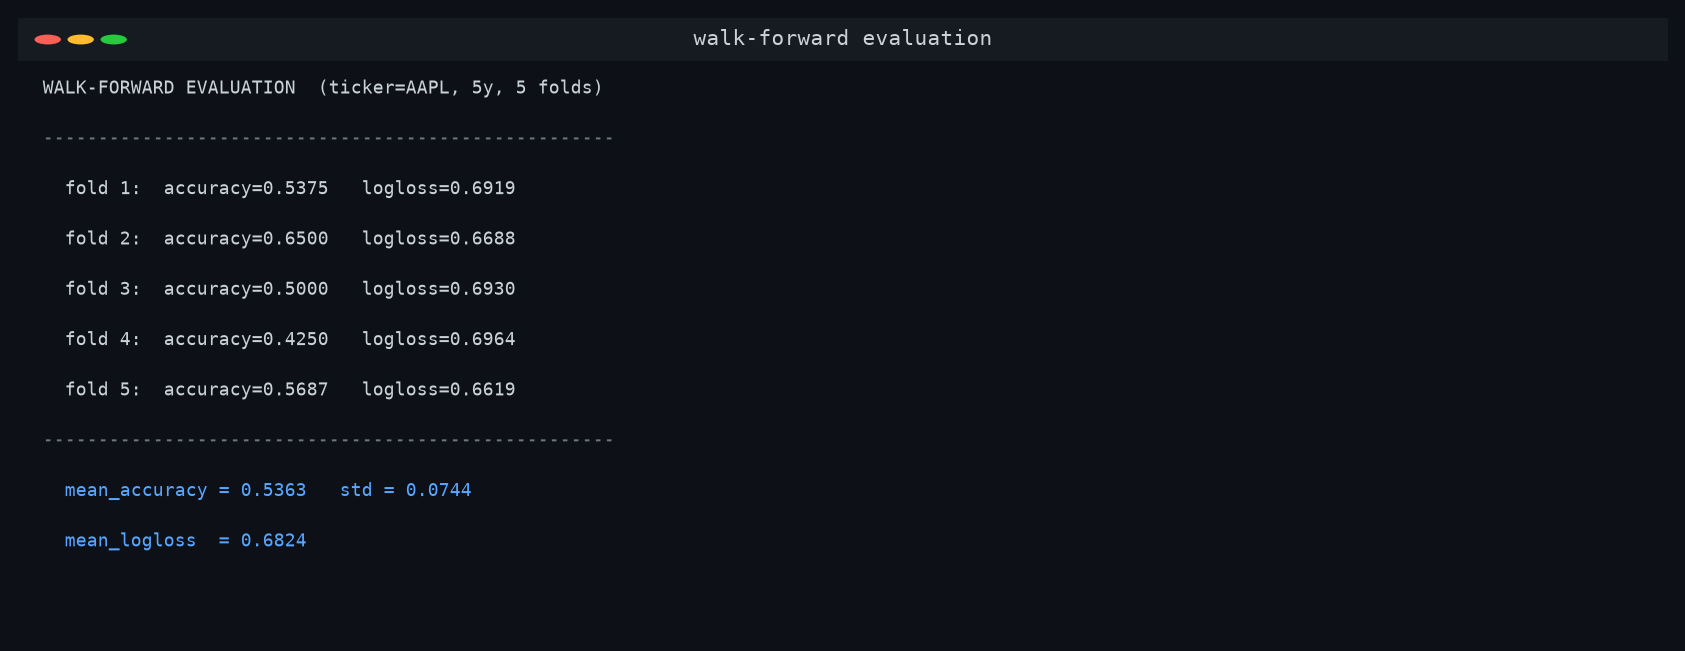 walk-forward evaluation
WALK-FORWARD EVALUATION  (ticker=AAPL, 5y, 5 folds)
----------------------------------------------------
fold 1:  accuracy=0.5375   logloss=0.6919
fold 2:  accuracy=0.6500   logloss=0.6688
fold 3:  accuracy=0.5000   logloss=0.6930
fold 4:  accuracy=0.4250   logloss=0.6964
fold 5:  accuracy=0.5687   logloss=0.6619
----------------------------------------------------
mean_accuracy = 0.5363   std = 0.0744
mean_logloss  = 0.6824